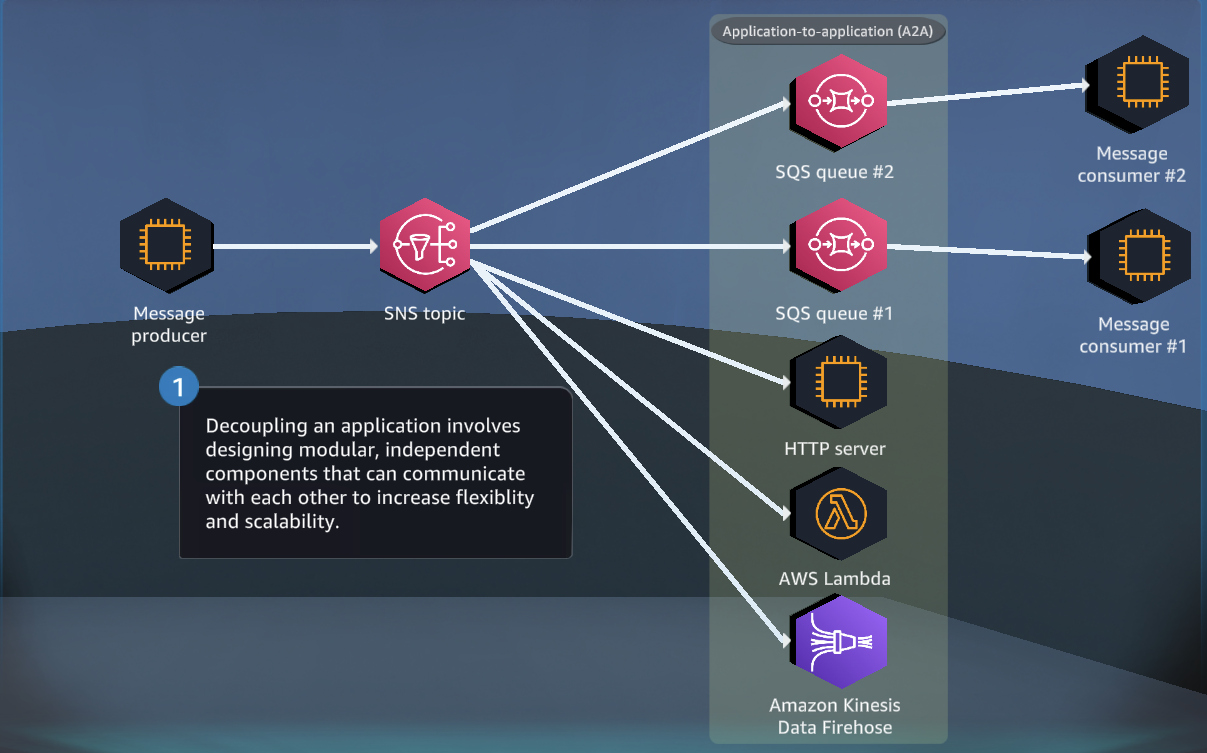 Application-to-application (A2A)
SQS queue #2
Message
consumer #2
Message
producer
SNS topic
SQS queue #1
Message
consumer #1
1
Decoupling an application involves
designing modular, independent
components that can communicate
with each other to increase flexiblity
and scalability.
HTTP server
AWS Lambda
Amazon Kinesis
Data Firehose